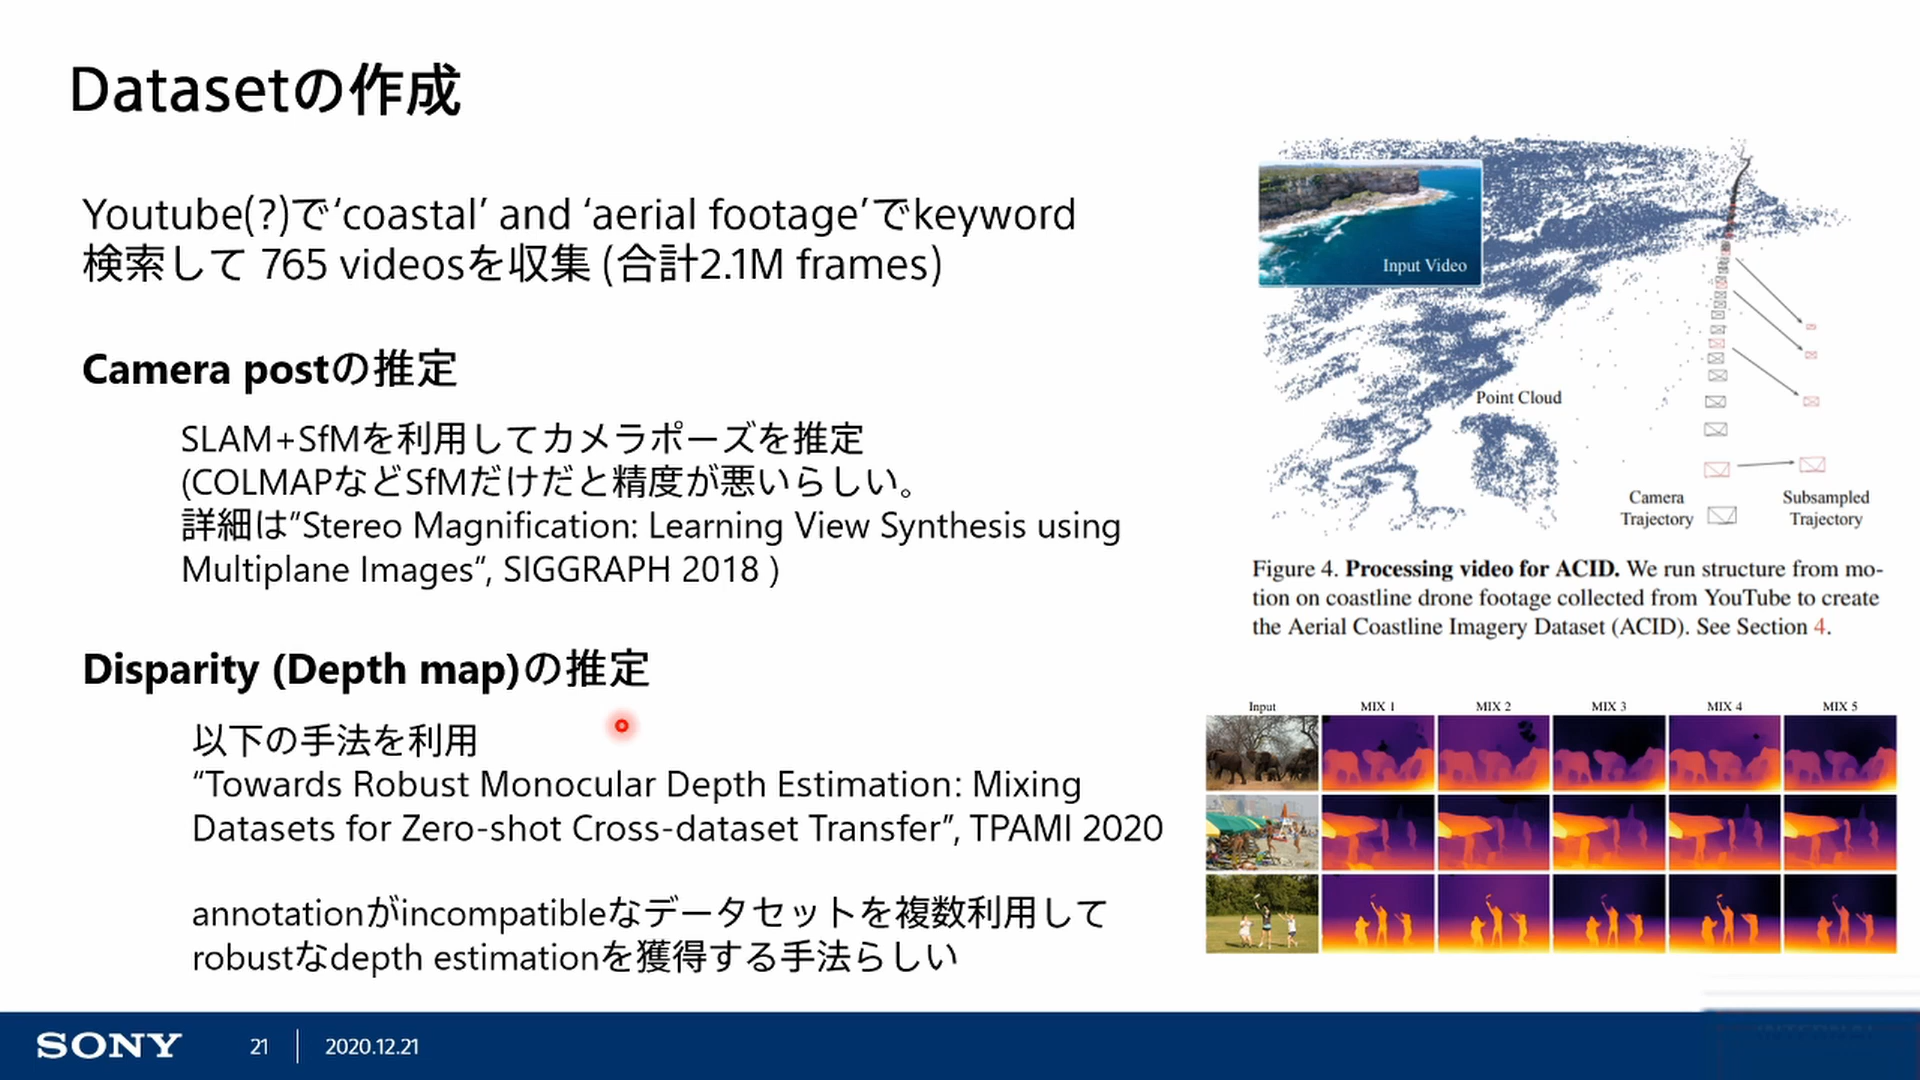 Datasetの作成
Youtube(?)で‘coastal’ and ‘aerial footage’でkeyword
検索して 765 videosを収集 (合計2.1M frames)
Camera postの推定
SLAM+SfMを利用してカメラポーズを推定
(COLMAPなどSfMだけだと精度が悪いらしい。
詳細は”Stereo Magnification: Learning View Synthesis using
Multiplane Images“, SIGGRAPH 2018 )
Disparity (Depth map)の推定
以下の手法を利用
“Towards Robust Monocular Depth Estimation: Mixing
Datasets for Zero-shot Cross-dataset Transfer”, TPAMI 2020
annotationがincompatibleなデータセットを複数利用して
robustなdepth estimationを獲得する手法らしい
Input Video
Point Cloud
Camera
Trajectory
Subsampled
Trajectory
Figure 4. Processing video for ACID. We run structure from mo-
tion on coastline drone footage collected from YouTube to create
the Aerial Coastline Imagery Dataset (ACID). See Section 4.
Input MIX 1 MIX 2 MIX 3 MIX 4 MIX 5
SONY 21 2020.12.21